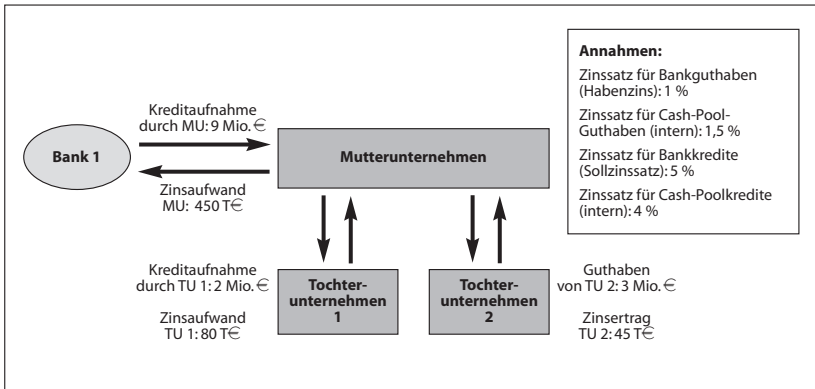 Annahmen:
Zinssatz für Bankguthaben
(Habenzins): 1 %
Zinssatz für Cash-Pool-
Guthaben (intern): 1,5 %
Zinssatz für Bankkredite
(Sollzinssatz): 5 %
Zinssatz für Cash-Poolkredite
(intern): 4 %
Kreditaufnahme
durch MU: 9 Mio. €
Bank 1
Mutterunternehmen
Zinsaufwand
MU: 450 T€
Kreditaufnahme
durch TU 1: 2 Mio. €
Zinsaufwand
TU 1: 80 T€
Tochter-
unternehmen
1
Tochter-
unternehmen
2
Guthaben
von TU 2: 3 Mio. €
Zinsertrag
TU 2: 45 T€